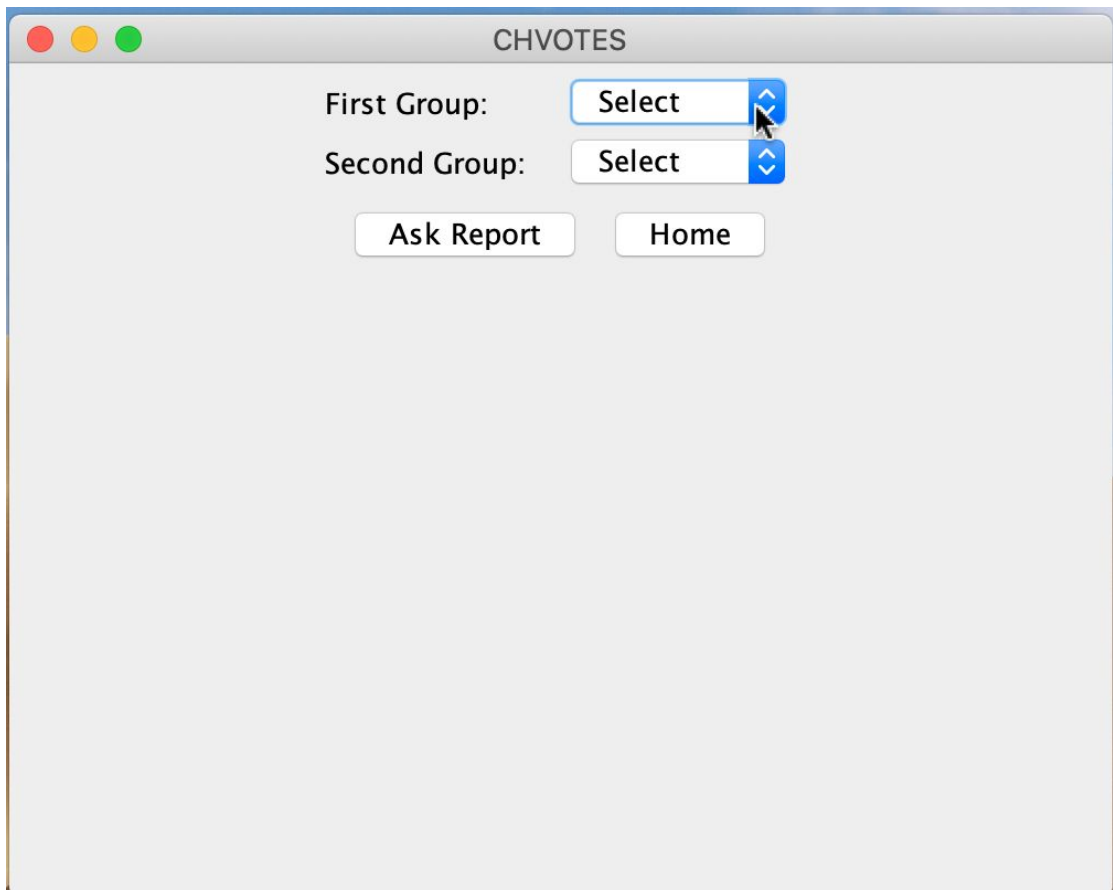 CHVOTES
First Group: Select
Second Group: Select
Ask Report Home